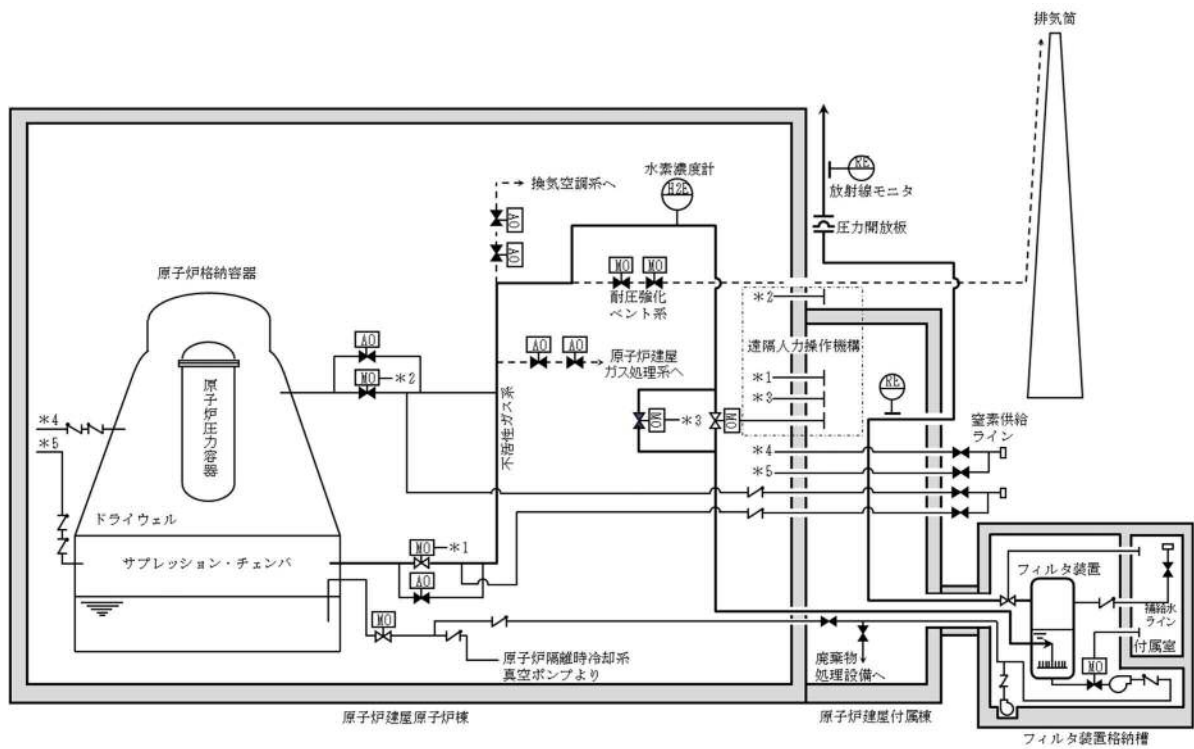 排気筒
水素濃度計
H2E
RE
放射線モニタ
換気空調系へ
AO
AO
圧力開放板
原子炉格納容器
MO
MO
耐圧強化
ベント系
＊2
遠隔人力操作機構
AO
AO
原子炉建屋
ガス処理系へ
AO
MO
＊2
原子炉圧力容器
不活性ガス系
＊1
＊3
RE
MO
＊3
MO
＊4
＊5
＊4
＊5
窒素供給
ライン
ドライウェル
サプレッション・チェンバ
MO
＊1
AO
フィルタ装置
補給水
ライン
付属室
MO
MO
原子炉隔離時冷却系
真空ポンプより
廃棄物
処理設備へ
原子炉建屋原子炉棟
原子炉建屋付属棟
フィルタ装置格納槽